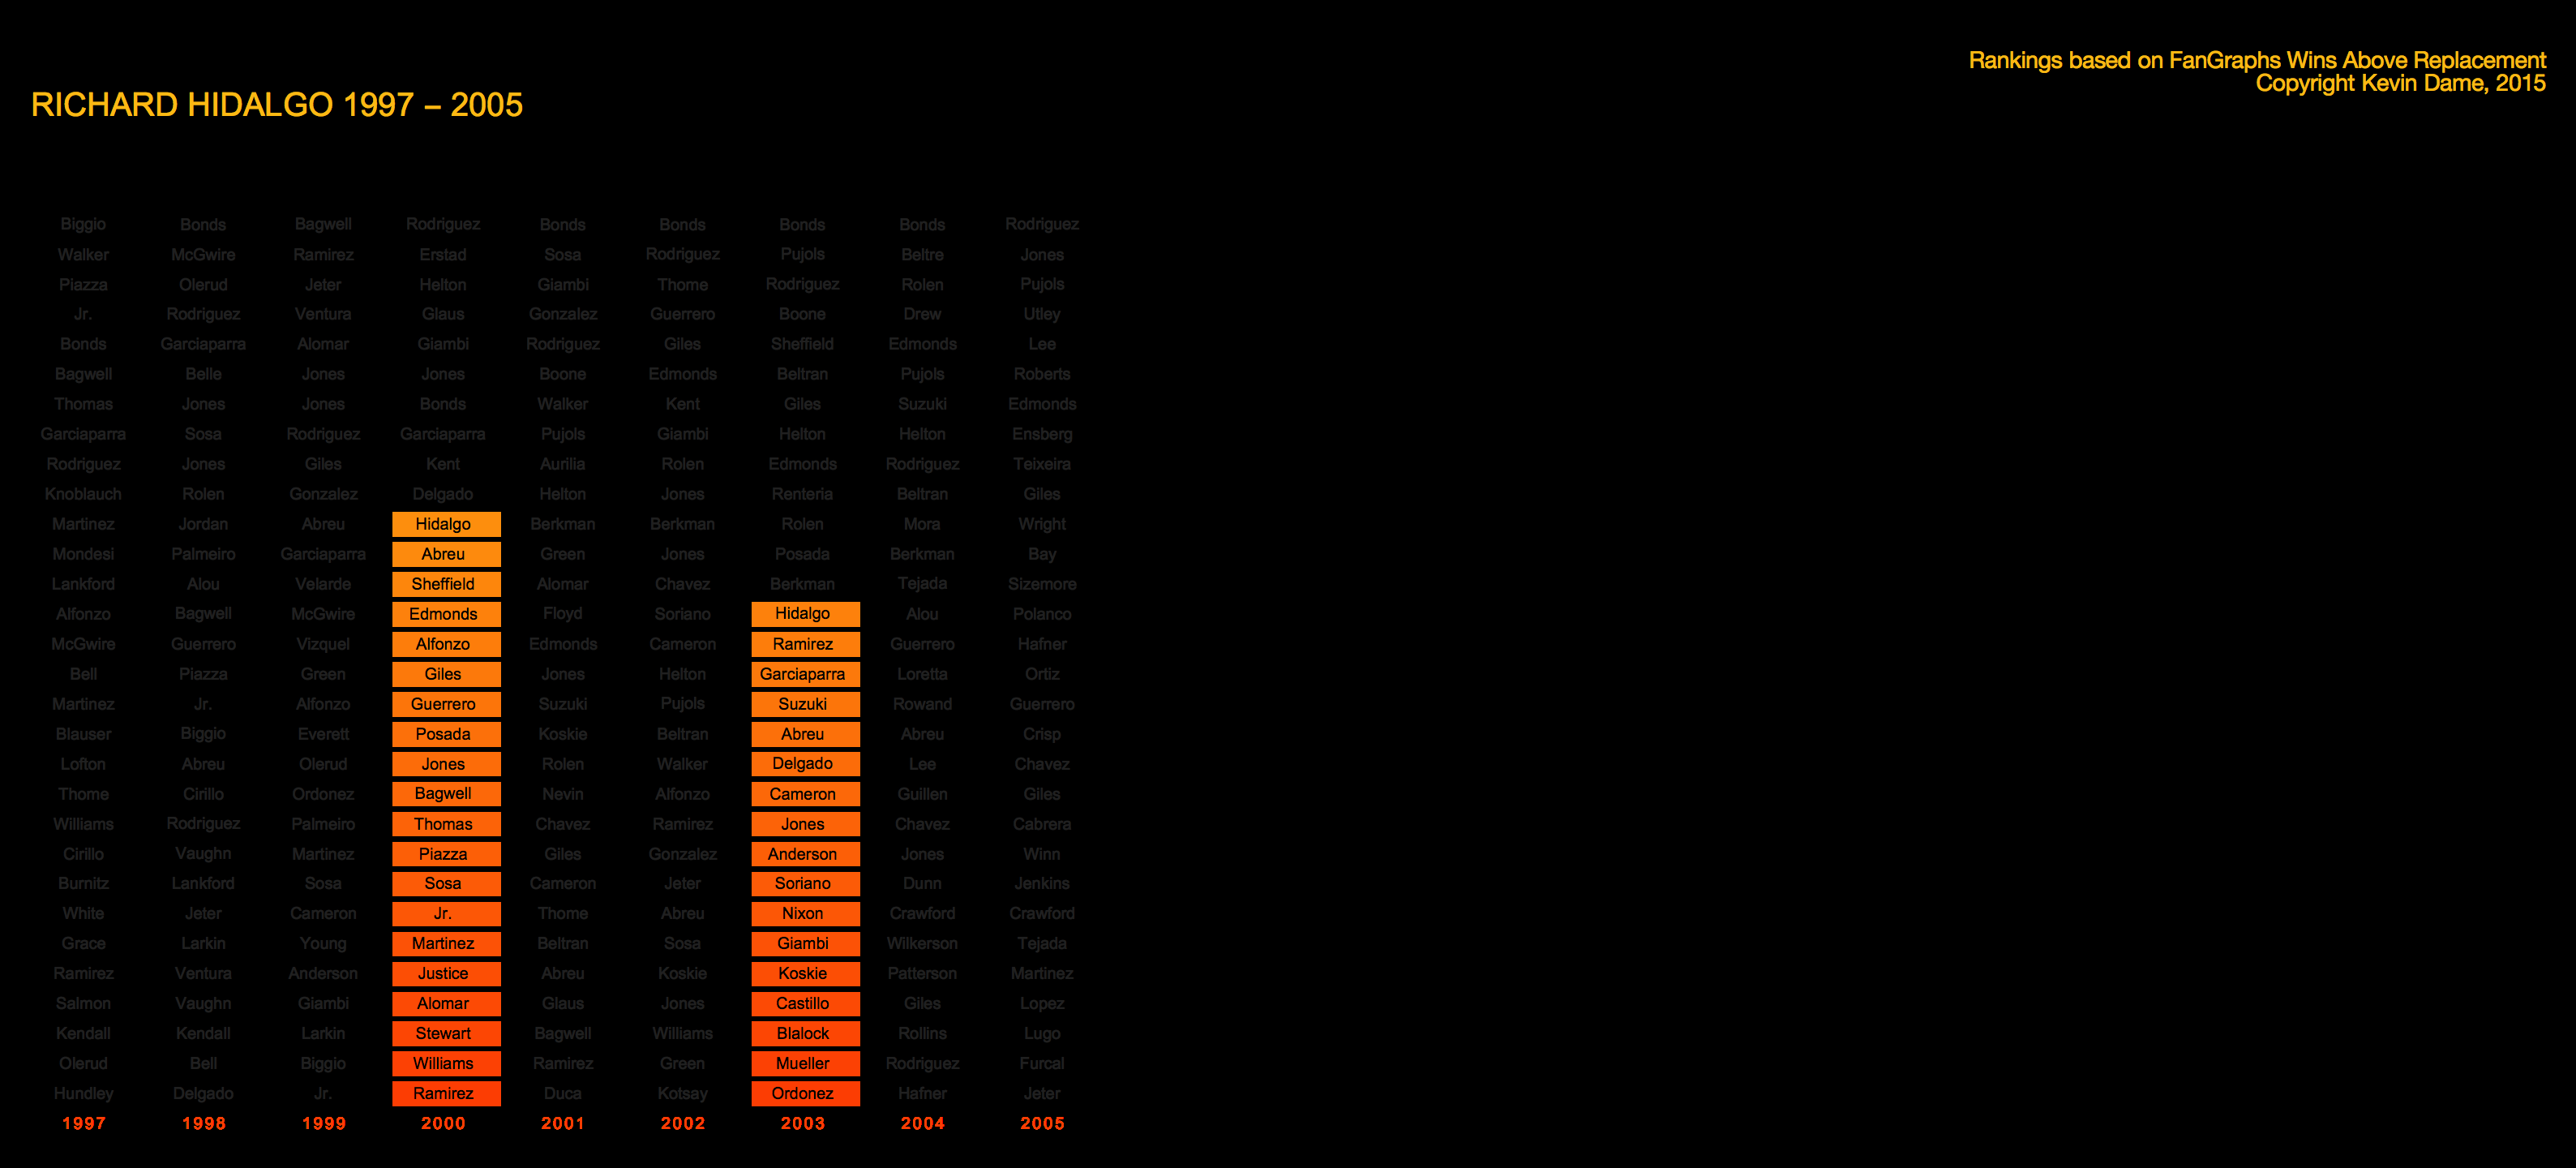 Rankings based on FanGraphs Wins Above Replacement
Copyright Kevin Dame, 2015
RICHARD HIDALGO 1997 – 2005
Biggio Bonds Bagwell Rodriguez Bonds Bonds Bonds Bonds Rodriguez
Walker McGwire Ramirez Erstad Sosa Rodriguez Pujols Beltre Jones
Piazza Olerud Jeter Helton Giambi Thome Rodriguez Rolen Pujols
Jr. Rodriguez Ventura Glaus Gonzalez Guerrero Boone Drew Utley
Bonds Garciaparra Alomar Giambi Rodriguez Giles Sheffield Edmonds Lee
Bagwell Belle Jones Jones Boone Edmonds Beltran Pujols Roberts
Thomas Jones Jones Bonds Walker Kent Giles Suzuki Edmonds
Garciaparra Sosa Rodriguez Garciaparra Pujols Giambi Helton Helton Ensberg
Rodriguez Jones Giles Kent Aurilia Rolen Edmonds Rodriguez Teixeira
Knoblauch Rolen Gonzalez Delgado Helton Jones Renteria Beltran Giles
Martinez Jordan Abreu Hidalgo Berkman Berkman Rolen Mora Wright
Mondesi Palmeiro Garciaparra Abreu Green Jones Posada Berkman Bay
Lankford Alou Velarde Sheffield Alomar Chavez Berkman Tejada Sizemore
Alfonzo Bagwell McGwire Edmonds Floyd Soriano Hidalgo Alou Polanco
McGwire Guerrero Vizquel Alfonzo Edmonds Cameron Ramirez Guerrero Hafner
Bell Piazza Green Giles Jones Helton Garciaparra Loretta Ortiz
Martinez Jr. Alfonzo Guerrero Suzuki Pujols Suzuki Rowand Guerrero
Blauser Biggio Everett Posada Koskie Beltran Abreu Abreu Crisp
Lofton Abreu Olerud Jones Rolen Walker Delgado Lee Chavez
Thome Cirillo Ordonez Bagwell Nevin Alfonzo Cameron Guillen Giles
Williams Rodriguez Palmeiro Thomas Chavez Ramirez Jones Chavez Cabrera
Cirillo Vaughn Martinez Piazza Giles Gonzalez Anderson Jones Winn
Burnitz Lankford Sosa Sosa Cameron Jeter Soriano Dunn Jenkins
White Jeter Cameron Jr. Thome Abreu Nixon Crawford Crawford
Grace Larkin Young Martinez Beltran Sosa Giambi Wilkerson Tejada
Ramirez Ventura Anderson Justice Abreu Koskie Koskie Patterson Martinez
Salmon Vaughn Giambi Alomar Glaus Jones Castillo Giles Lopez
Kendall Kendall Larkin Stewart Bagwell Williams Blalock Rollins Lugo
Olerud Bell Biggio Williams Ramirez Green Mueller Rodriguez Furcal
Hundley Delgado Jr. Ramirez Duca Kotsay Ordonez Hafner Jeter
1997 1998 1999 2000 2001 2002 2003 2004 2005